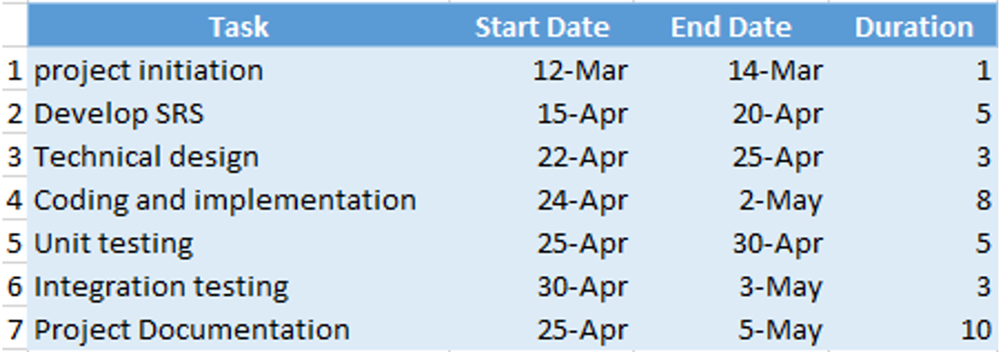 Task Start Date End Date Duration
1 project initiation 12-Mar 14-Mar 1
2 Develop SRS 15-Apr 20-Apr 5
3 Technical design 22-Apr 25-Apr 3
4 Coding and implementation 24-Apr 2-May 8
5 Unit testing 25-Apr 30-Apr 5
6 Integration testing 30-Apr 3-May 3
7 Project Documentation 25-Apr 5-May 10